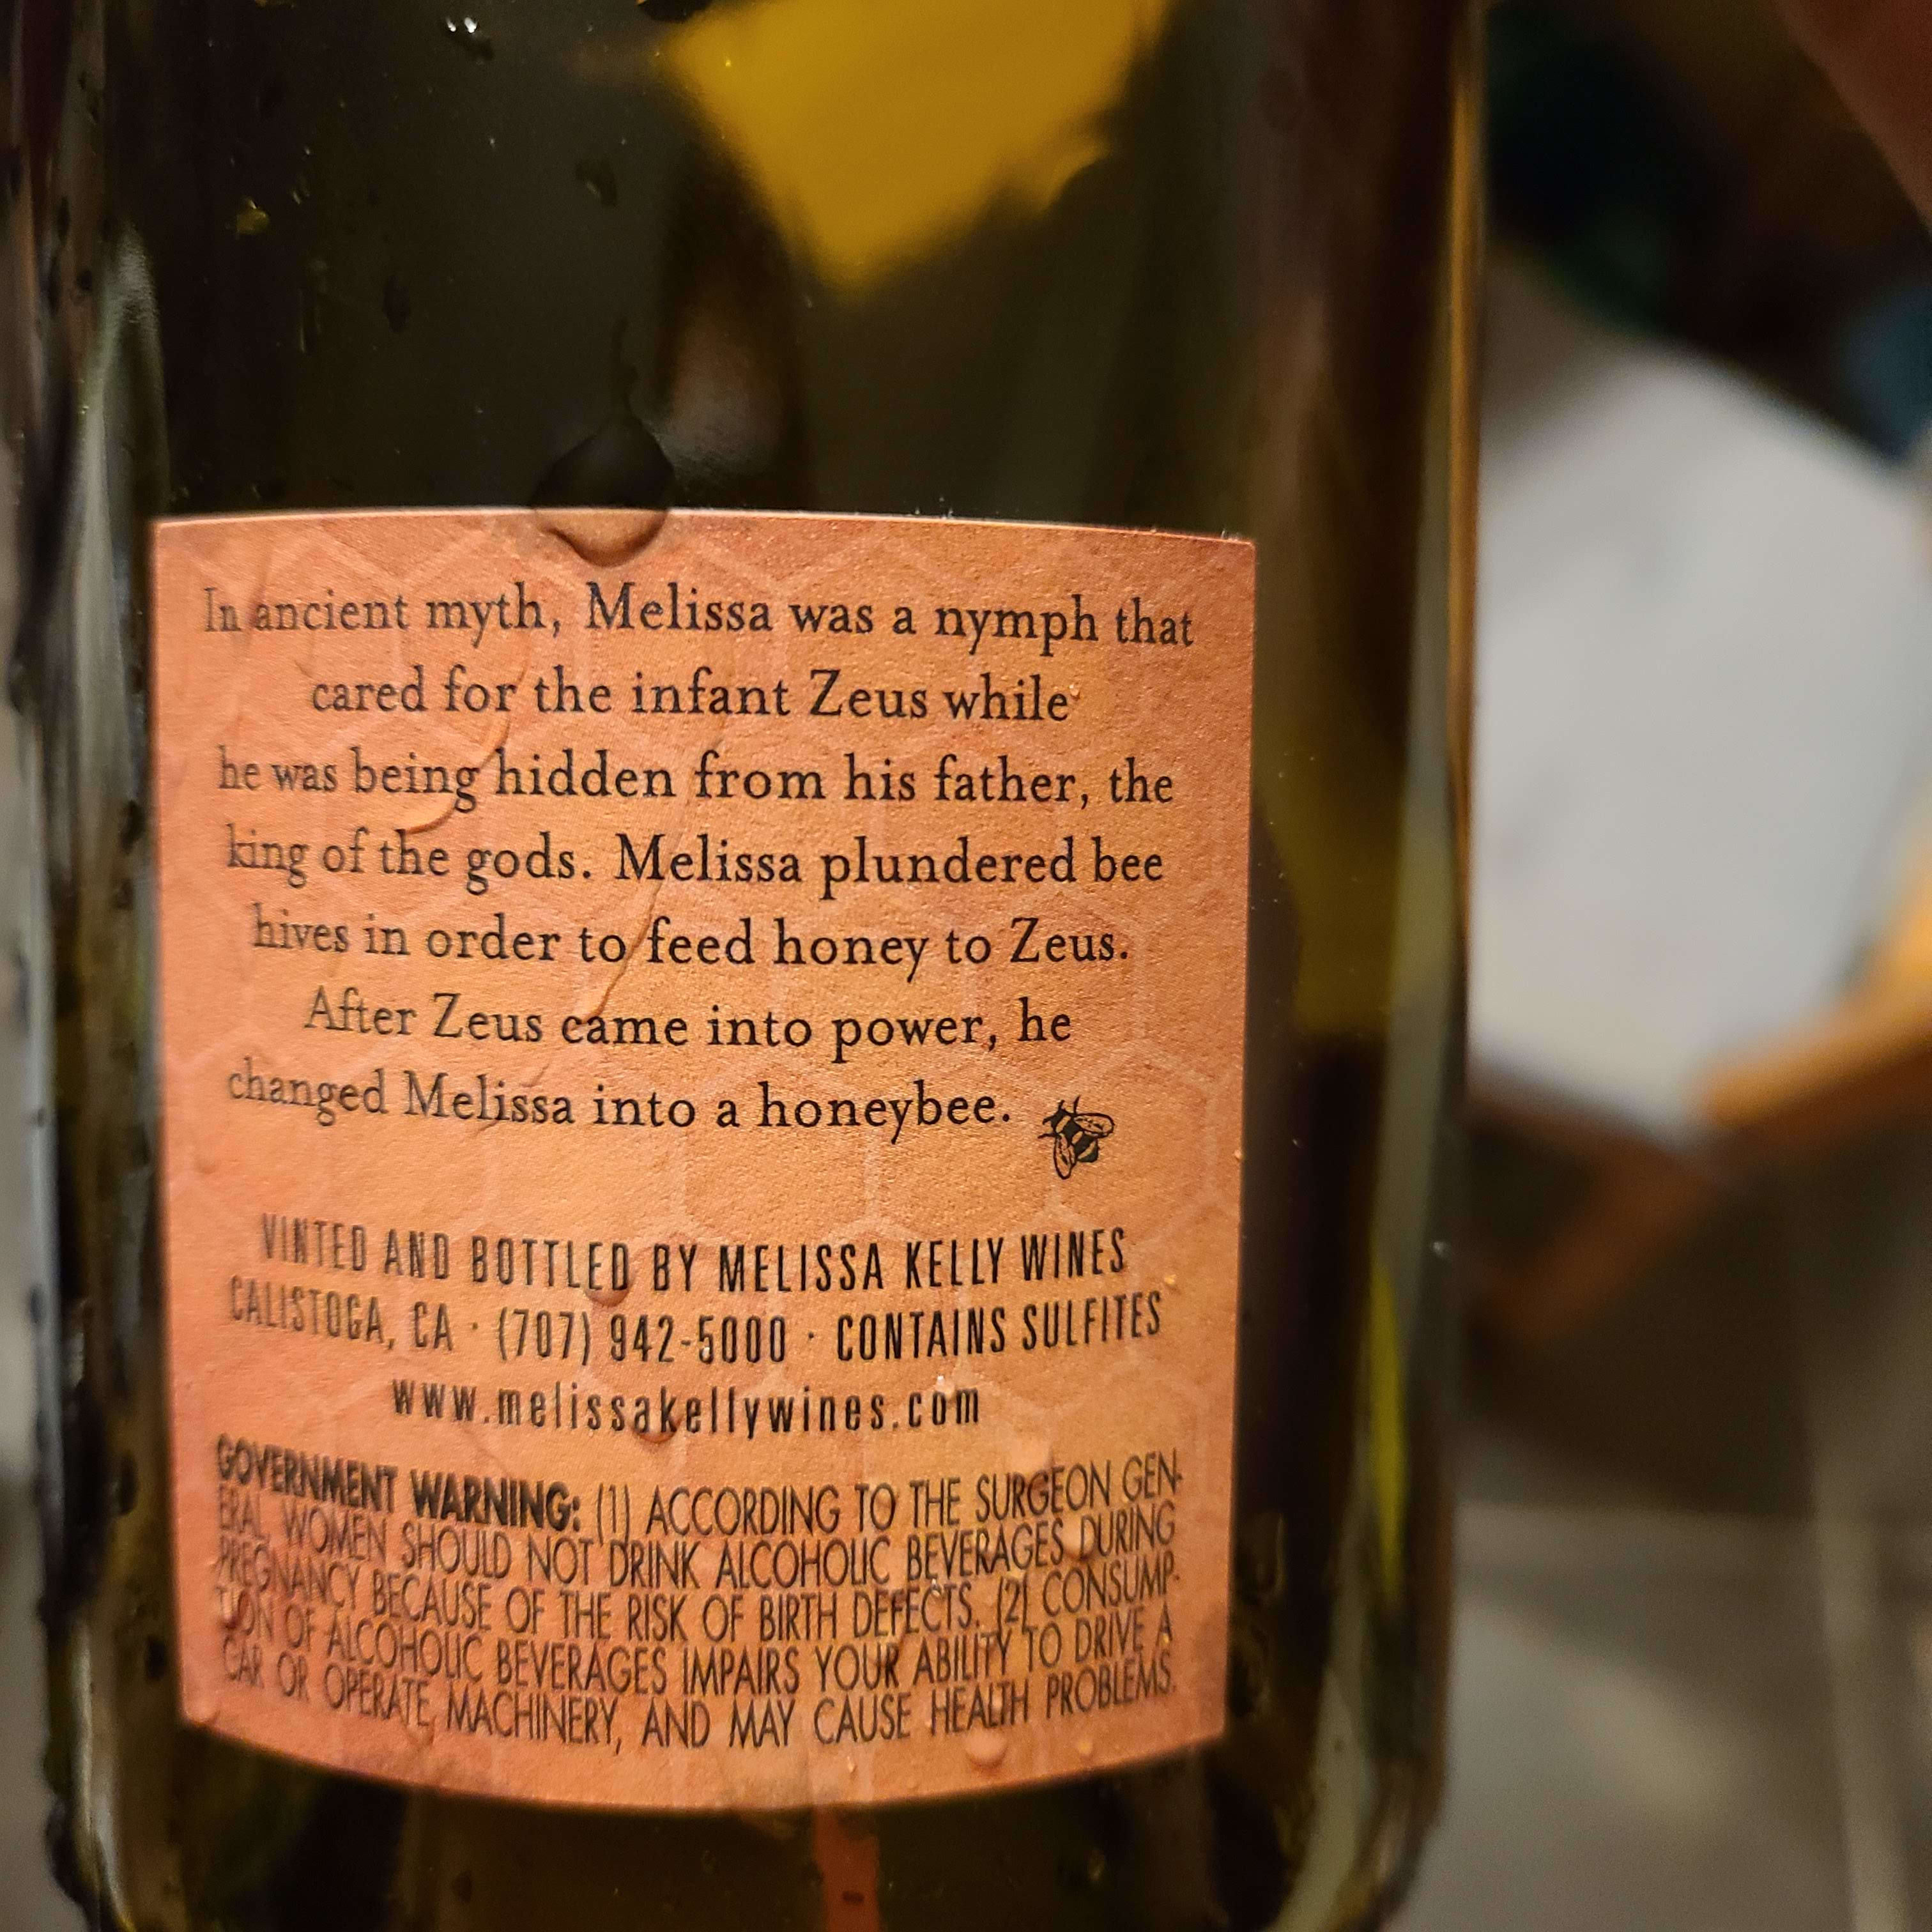 In ancient myth, Melissa was a nymph that
cared for the infant Zeus while
he was being hidden from his father, the
king of the gods. Melissa plundered bee
hives in order to feed honey to Zeus.
After Zeus came into power, he
changed Melissa into a honeybee.
VINTED AND BOTTLED BY MELISSA KELLY WINES
CALISTOGA, CA · (707) 942-5000 · CONTAINS SULFITES
www.melissakellywines.com
GOVERNMENT WARNING: (1) ACCORDING TO THE SURGEON GEN-
ERAL, WOMEN SHOULD NOT DRINK ALCOHOLIC BEVERAGES DURING
PREGNANCY BECAUSE OF THE RISK OF BIRTH DEFECTS. (2) CONSUMP-
TION OF ALCOHOLIC BEVERAGES IMPAIRS YOUR ABILITY TO DRIVE A
CAR OR OPERATE MACHINERY, AND MAY CAUSE HEALTH PROBLEMS.